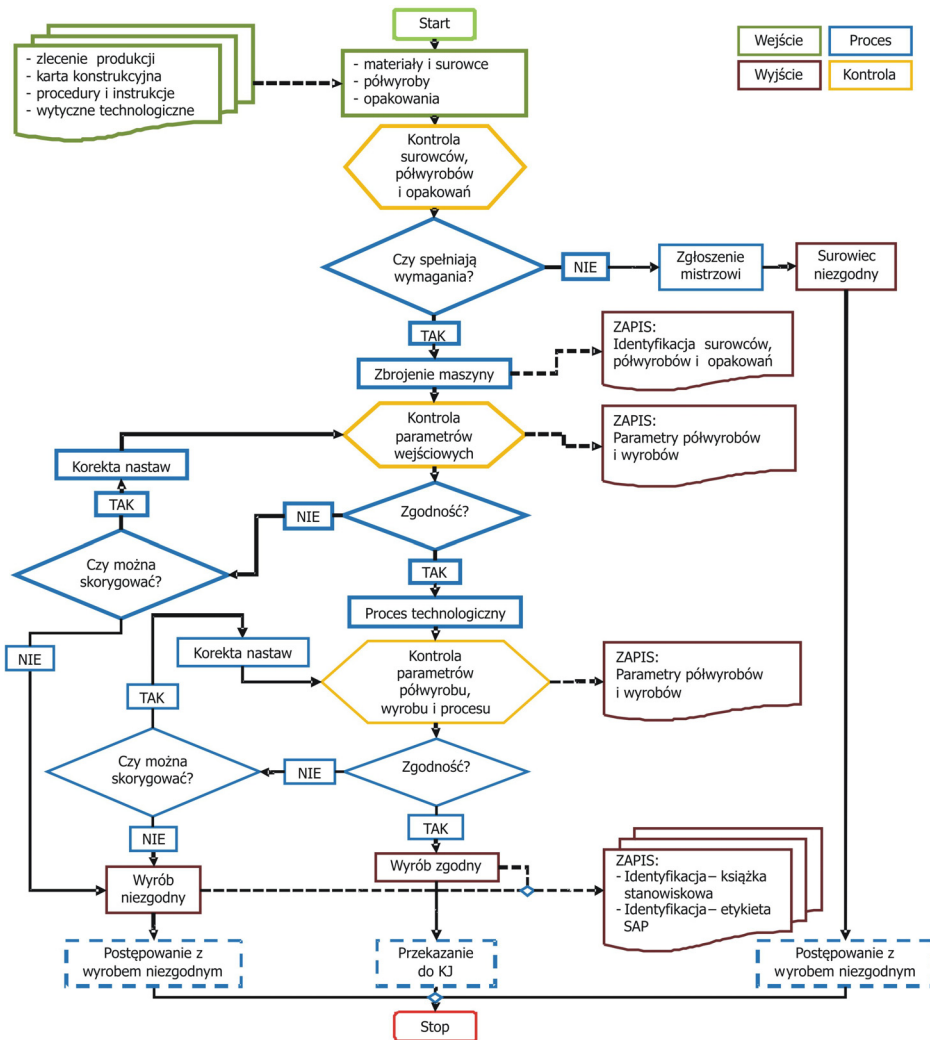 Start
Wejście
Proces
Wyjście
Kontrola
- zlecenie produkcji
- karta konstrukcyjna
- procedury i instrukcje
- wytyczne technologiczne
- materiały i surowce
- półwyroby
- opakowania
Kontrola
surowców,
półwyrobów
i opakowań
Czy spełniają
wymagania?
NIE
Zgłoszenie
mistrzowi
Surowiec
niezgodny
TAK
Zbrojenie maszyny
ZAPIS:
Identyfikacja surowców,
półwyrobów i opakowań
Kontrola
parametrów
wejściowych
ZAPIS:
Parametry półwyrobów
i wyrobów
Korekta nastaw
TAK
NIE
Zgodność?
Czy można
skorygować?
TAK
NIE
Proces technologiczny
Korekta nastaw
Kontrola
parametrów
półwyrobu,
wyrobu i procesu
ZAPIS:
Parametry półwyrobów
i wyrobów
TAK
Czy można
skorygować?
NIE
Zgodność?
NIE
TAK
Wyrób
niezgodny
Wyrób zgodny
ZAPIS:
- Identyfikacja – książka
stanowiskowa
- Identyfikacja – etykieta
SAP
Postępowanie z
wyrobem niezgodnym
Przekazanie
do KJ
Postępowanie z
wyrobem niezgodnym
Stop